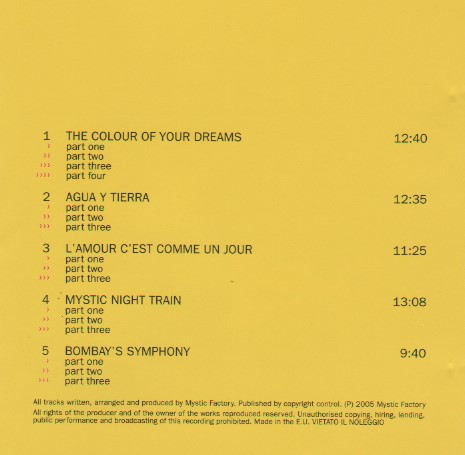 1 THE COLOUR OF YOUR DREAMS 12:40
› part one
›› part two
››› part three
›››› part four
2 AGUA Y TIERRA 12:35
› part one
›› part two
››› part three
3 L'AMOUR C'EST COMME UN JOUR 11:25
› part one
›› part two
››› part three
4 MYSTIC NIGHT TRAIN 13:08
› part one
›› part two
››› part three
5 BOMBAY'S SYMPHONY 9:40
› part one
›› part two
››› part three
All tracks written, arranged and produced by Mystic Factory. Published by copyright control. (P) 2005 Mystic Factory
All rights of the producer and of the owner of the works reproduced reserved. Unauthorised copying, hiring, lending,
public performance and broadcasting of this recording prohibited. Made in the E.U. VIETATO IL NOLEGGIO